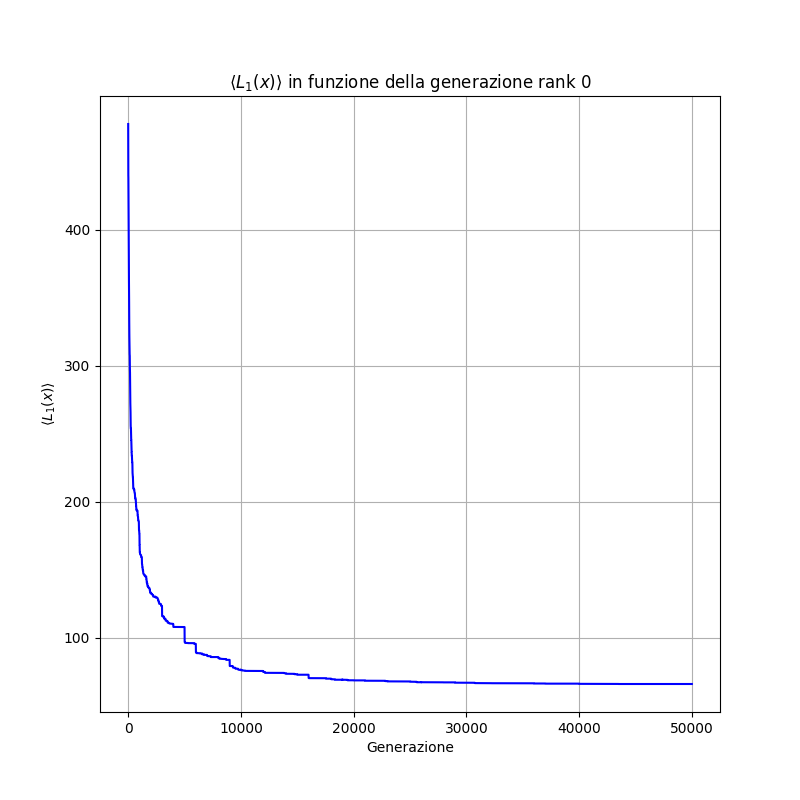 ⟨L₁(x)⟩ in funzione della generazione rank 0
400
300
200
100
⟨L₁(x)⟩
0 10000 20000 30000 40000 50000
Generazione